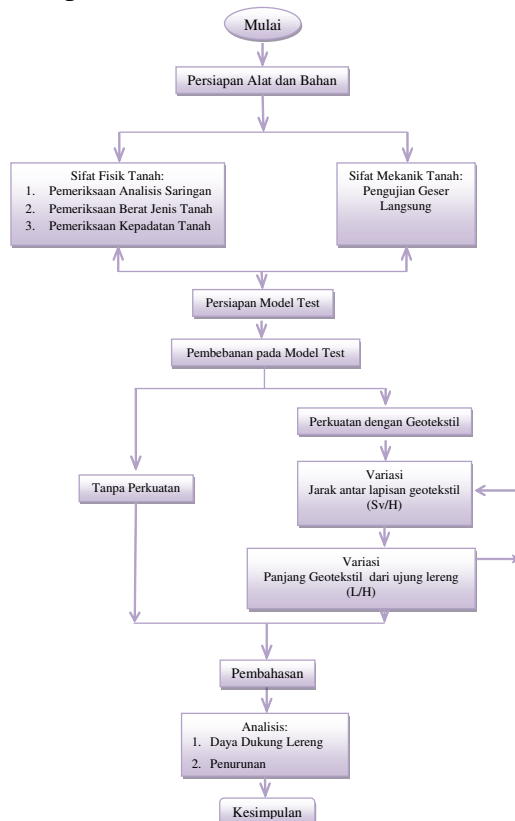 Mulai
Persiapan Alat dan Bahan
Sifat Fisik Tanah:
1. Pemeriksaan Analisis Saringan
2. Pemeriksaan Berat Jenis Tanah
3. Pemeriksaan Kepadatan Tanah
Sifat Mekanik Tanah:
Pengujian Geser
Langsung
Persiapan Model Test
Pembebanan pada Model Test
Perkuatan dengan Geotekstil
Tanpa Perkuatan
Variasi
Jarak antar lapisan geotekstil
(Sv/H)
Variasi
Panjang Geotekstil dari ujung lereng
(L/H)
Pembahasan
Analisis:
1. Daya Dukung Lereng
2. Penurunan
Kesimpulan